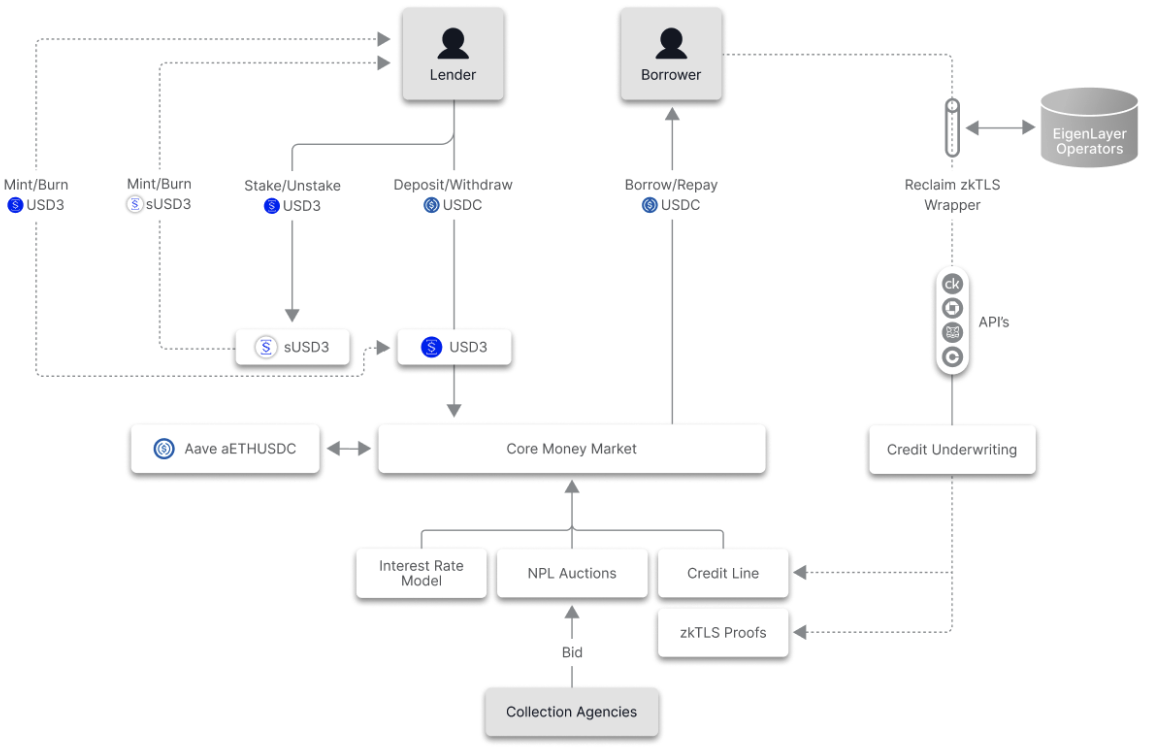 Lender
Borrower
EigenLayer
Operators
Mint/Burn
USD3
Mint/Burn
sUSD3
Stake/Unstake
USD3
Deposit/Withdraw
USDC
Borrow/Repay
USDC
Reclaim zkTLS
Wrapper
ck
API's
sUSD3
USD3
Aave aETHUSDC
Core Money Market
Credit Underwriting
Interest Rate
Model
NPL Auctions
Credit Line
zkTLS Proofs
Bid
Collection Agencies